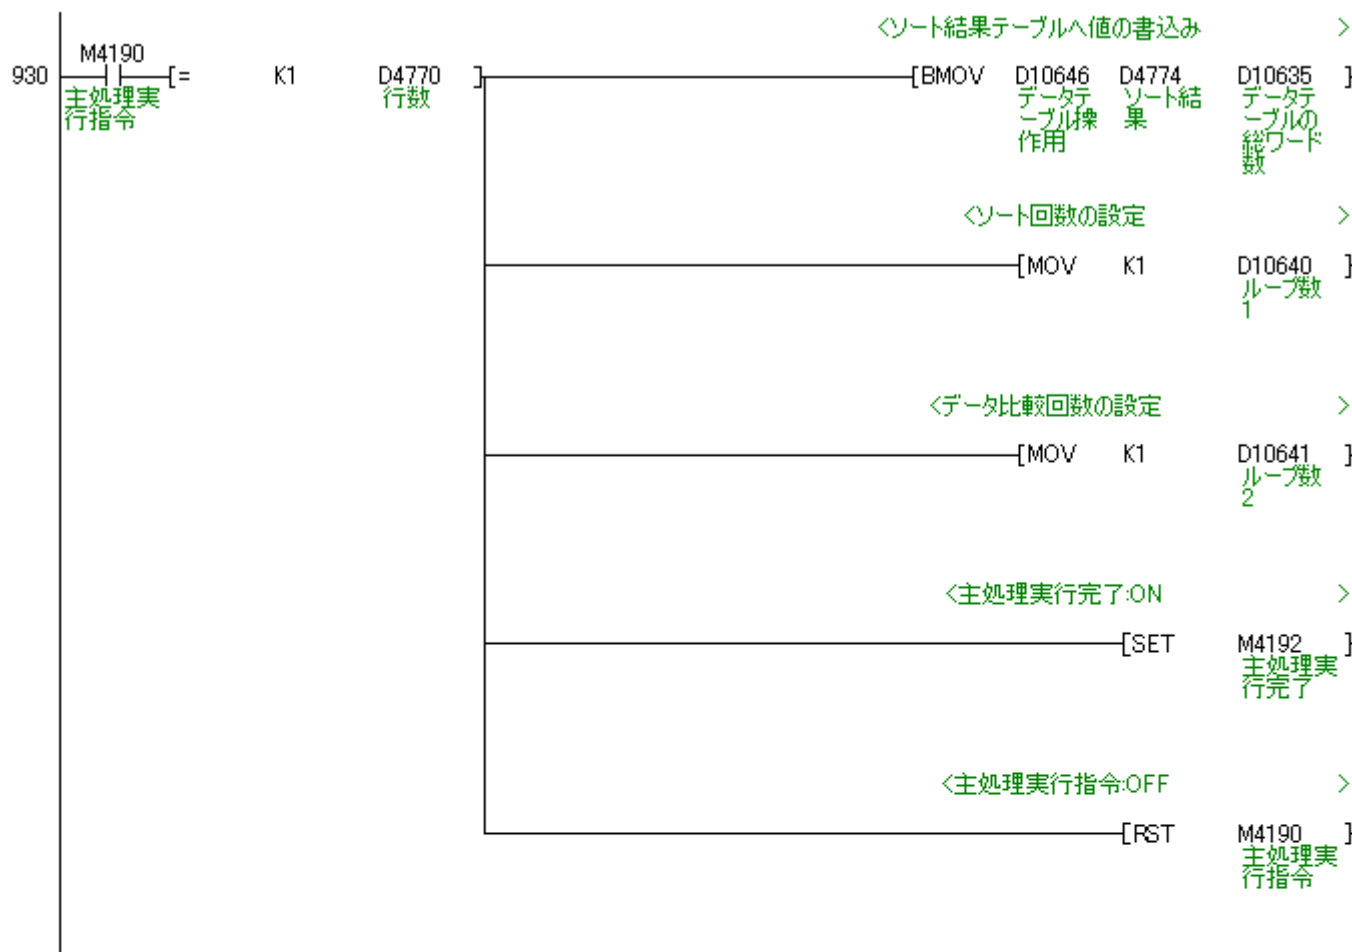 <ソート結果テーブルへ値の書込み >
M4190
930 [= K1 D4770 ] [BMOV D10646 D4774 D10635 ]
主処理実
行指令
行数
データテ
ーブル操
作用
ソート結
果
データテ
ーブルの
総ワード
数
<ソート回数の設定 >
[MOV K1 D10640 ]
ループ数
1
<データ比較回数の設定 >
[MOV K1 D10641 ]
ループ数
2
<主処理実行完了:ON >
[SET M4192 ]
主処理実
行完了
<主処理実行指令:OFF >
[RST M4190 ]
主処理実
行指令